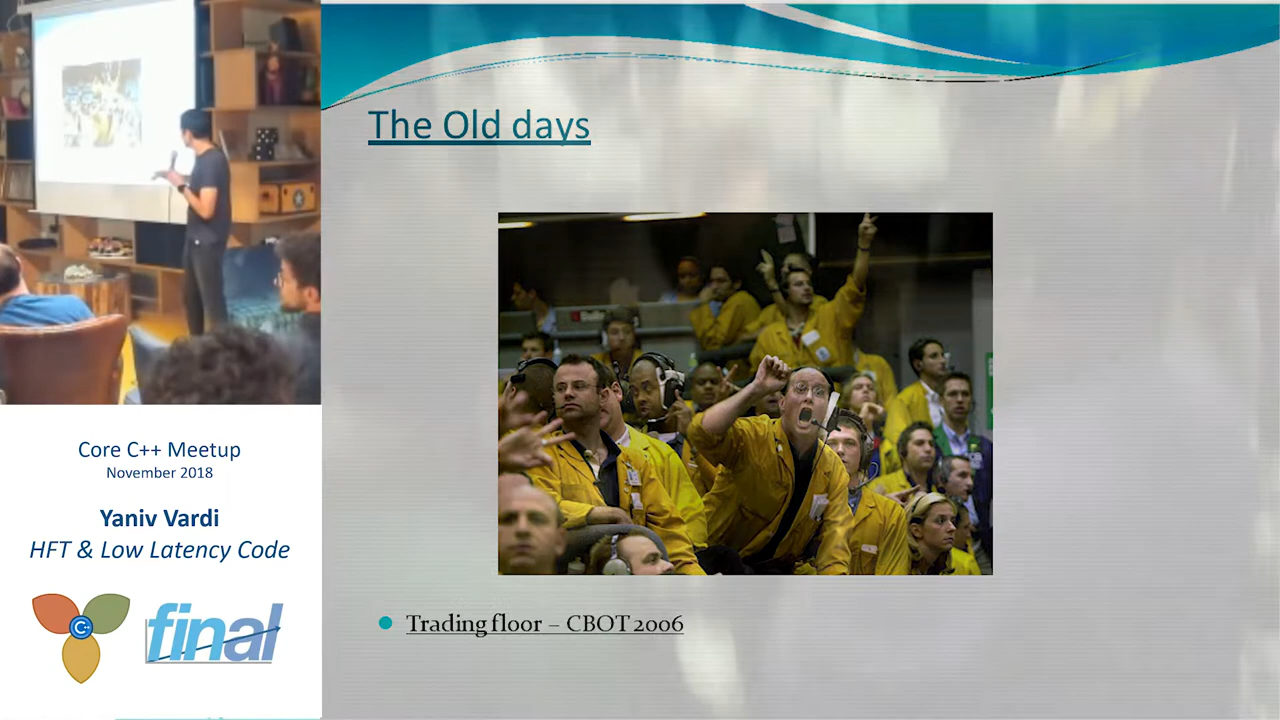 The Old days
Trading floor – CBOT 2006
Core C++ Meetup
November 2018
Yaniv Vardi
HFT & Low Latency Code
C++
final